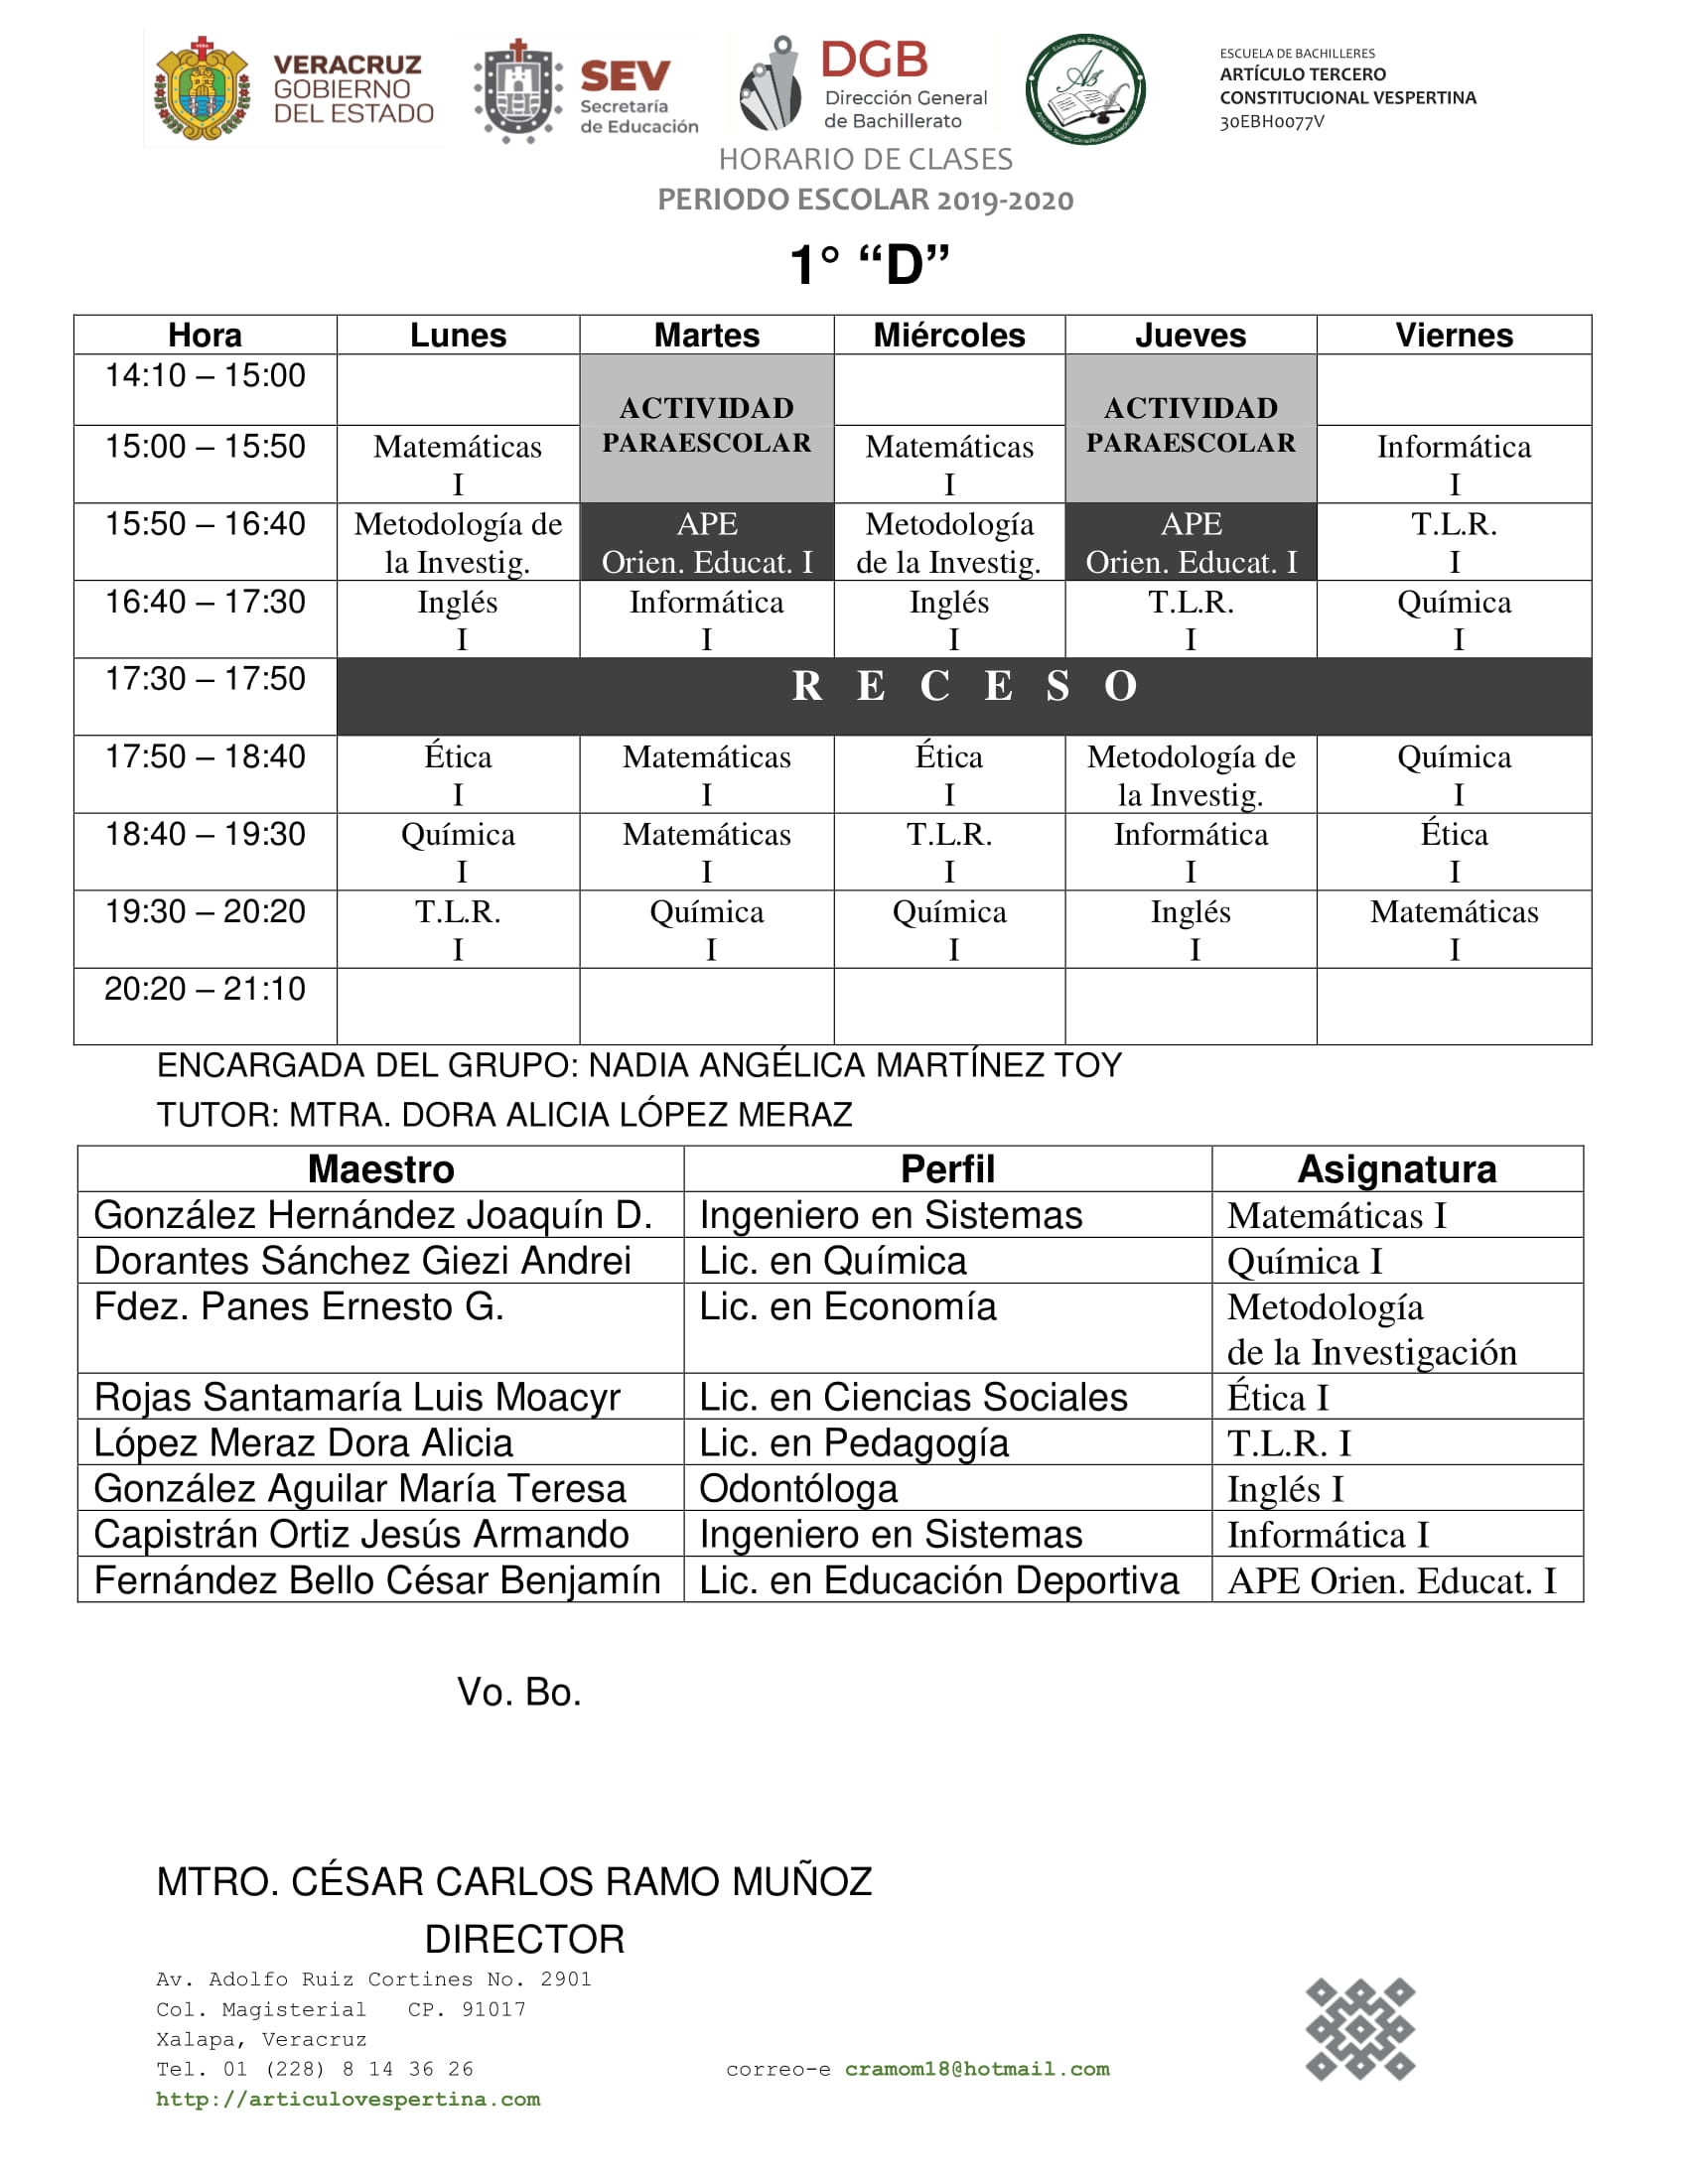 VERACRUZ
GOBIERNO
DEL ESTADO
SEV
Secretaría
de Educación
DGB
Dirección General
de Bachillerato
Escuela de Bachilleres
Artículo Tercero Constitucional Vespertina
ESCUELA DE BACHILLERES
ARTÍCULO TERCERO
CONSTITUCIONAL VESPERTINA
30EBH0077V
HORARIO DE CLASES
PERIODO ESCOLAR 2019-2020
1° “D”
Hora Lunes Martes Miércoles Jueves Viernes
14:10 – 15:00
ACTIVIDAD PARAESCOLAR ACTIVIDAD PARAESCOLAR
15:00 – 15:50 Matemáticas I Matemáticas I Informática I
15:50 – 16:40 Metodología de la Investig. APE Orien. Educat. I Metodología de la Investig. APE Orien. Educat. I T.L.R. I
16:40 – 17:30 Inglés I Informática I Inglés I T.L.R. I Química I
17:30 – 17:50 R E C E S O
17:50 – 18:40 Ética I Matemáticas I Ética I Metodología de la Investig. Química I
18:40 – 19:30 Química I Matemáticas I T.L.R. I Informática I Ética I
19:30 – 20:20 T.L.R. I Química I Química I Inglés I Matemáticas I
20:20 – 21:10
ENCARGADA DEL GRUPO: NADIA ANGÉLICA MARTÍNEZ TOY
TUTOR: MTRA. DORA ALICIA LÓPEZ MERAZ
Maestro Perfil Asignatura
González Hernández Joaquín D. Ingeniero en Sistemas Matemáticas I
Dorantes Sánchez Giezi Andrei Lic. en Química Química I
Fdez. Panes Ernesto G. Lic. en Economía Metodología
de la Investigación
Rojas Santamaría Luis Moacyr Lic. en Ciencias Sociales Ética I
López Meraz Dora Alicia Lic. en Pedagogía T.L.R. I
González Aguilar María Teresa Odontóloga Inglés I
Capistrán Ortiz Jesús Armando Ingeniero en Sistemas Informática I
Fernández Bello César Benjamín Lic. en Educación Deportiva APE Orien. Educat. I
Vo. Bo.
MTRO. CÉSAR CARLOS RAMO MUÑOZ
DIRECTOR
Av. Adolfo Ruiz Cortines No. 2901
Col. Magisterial CP. 91017
Xalapa, Veracruz
Tel. 01 (228) 8 14 36 26 correo-e cramom18@hotmail.com
http://articulovespertina.com